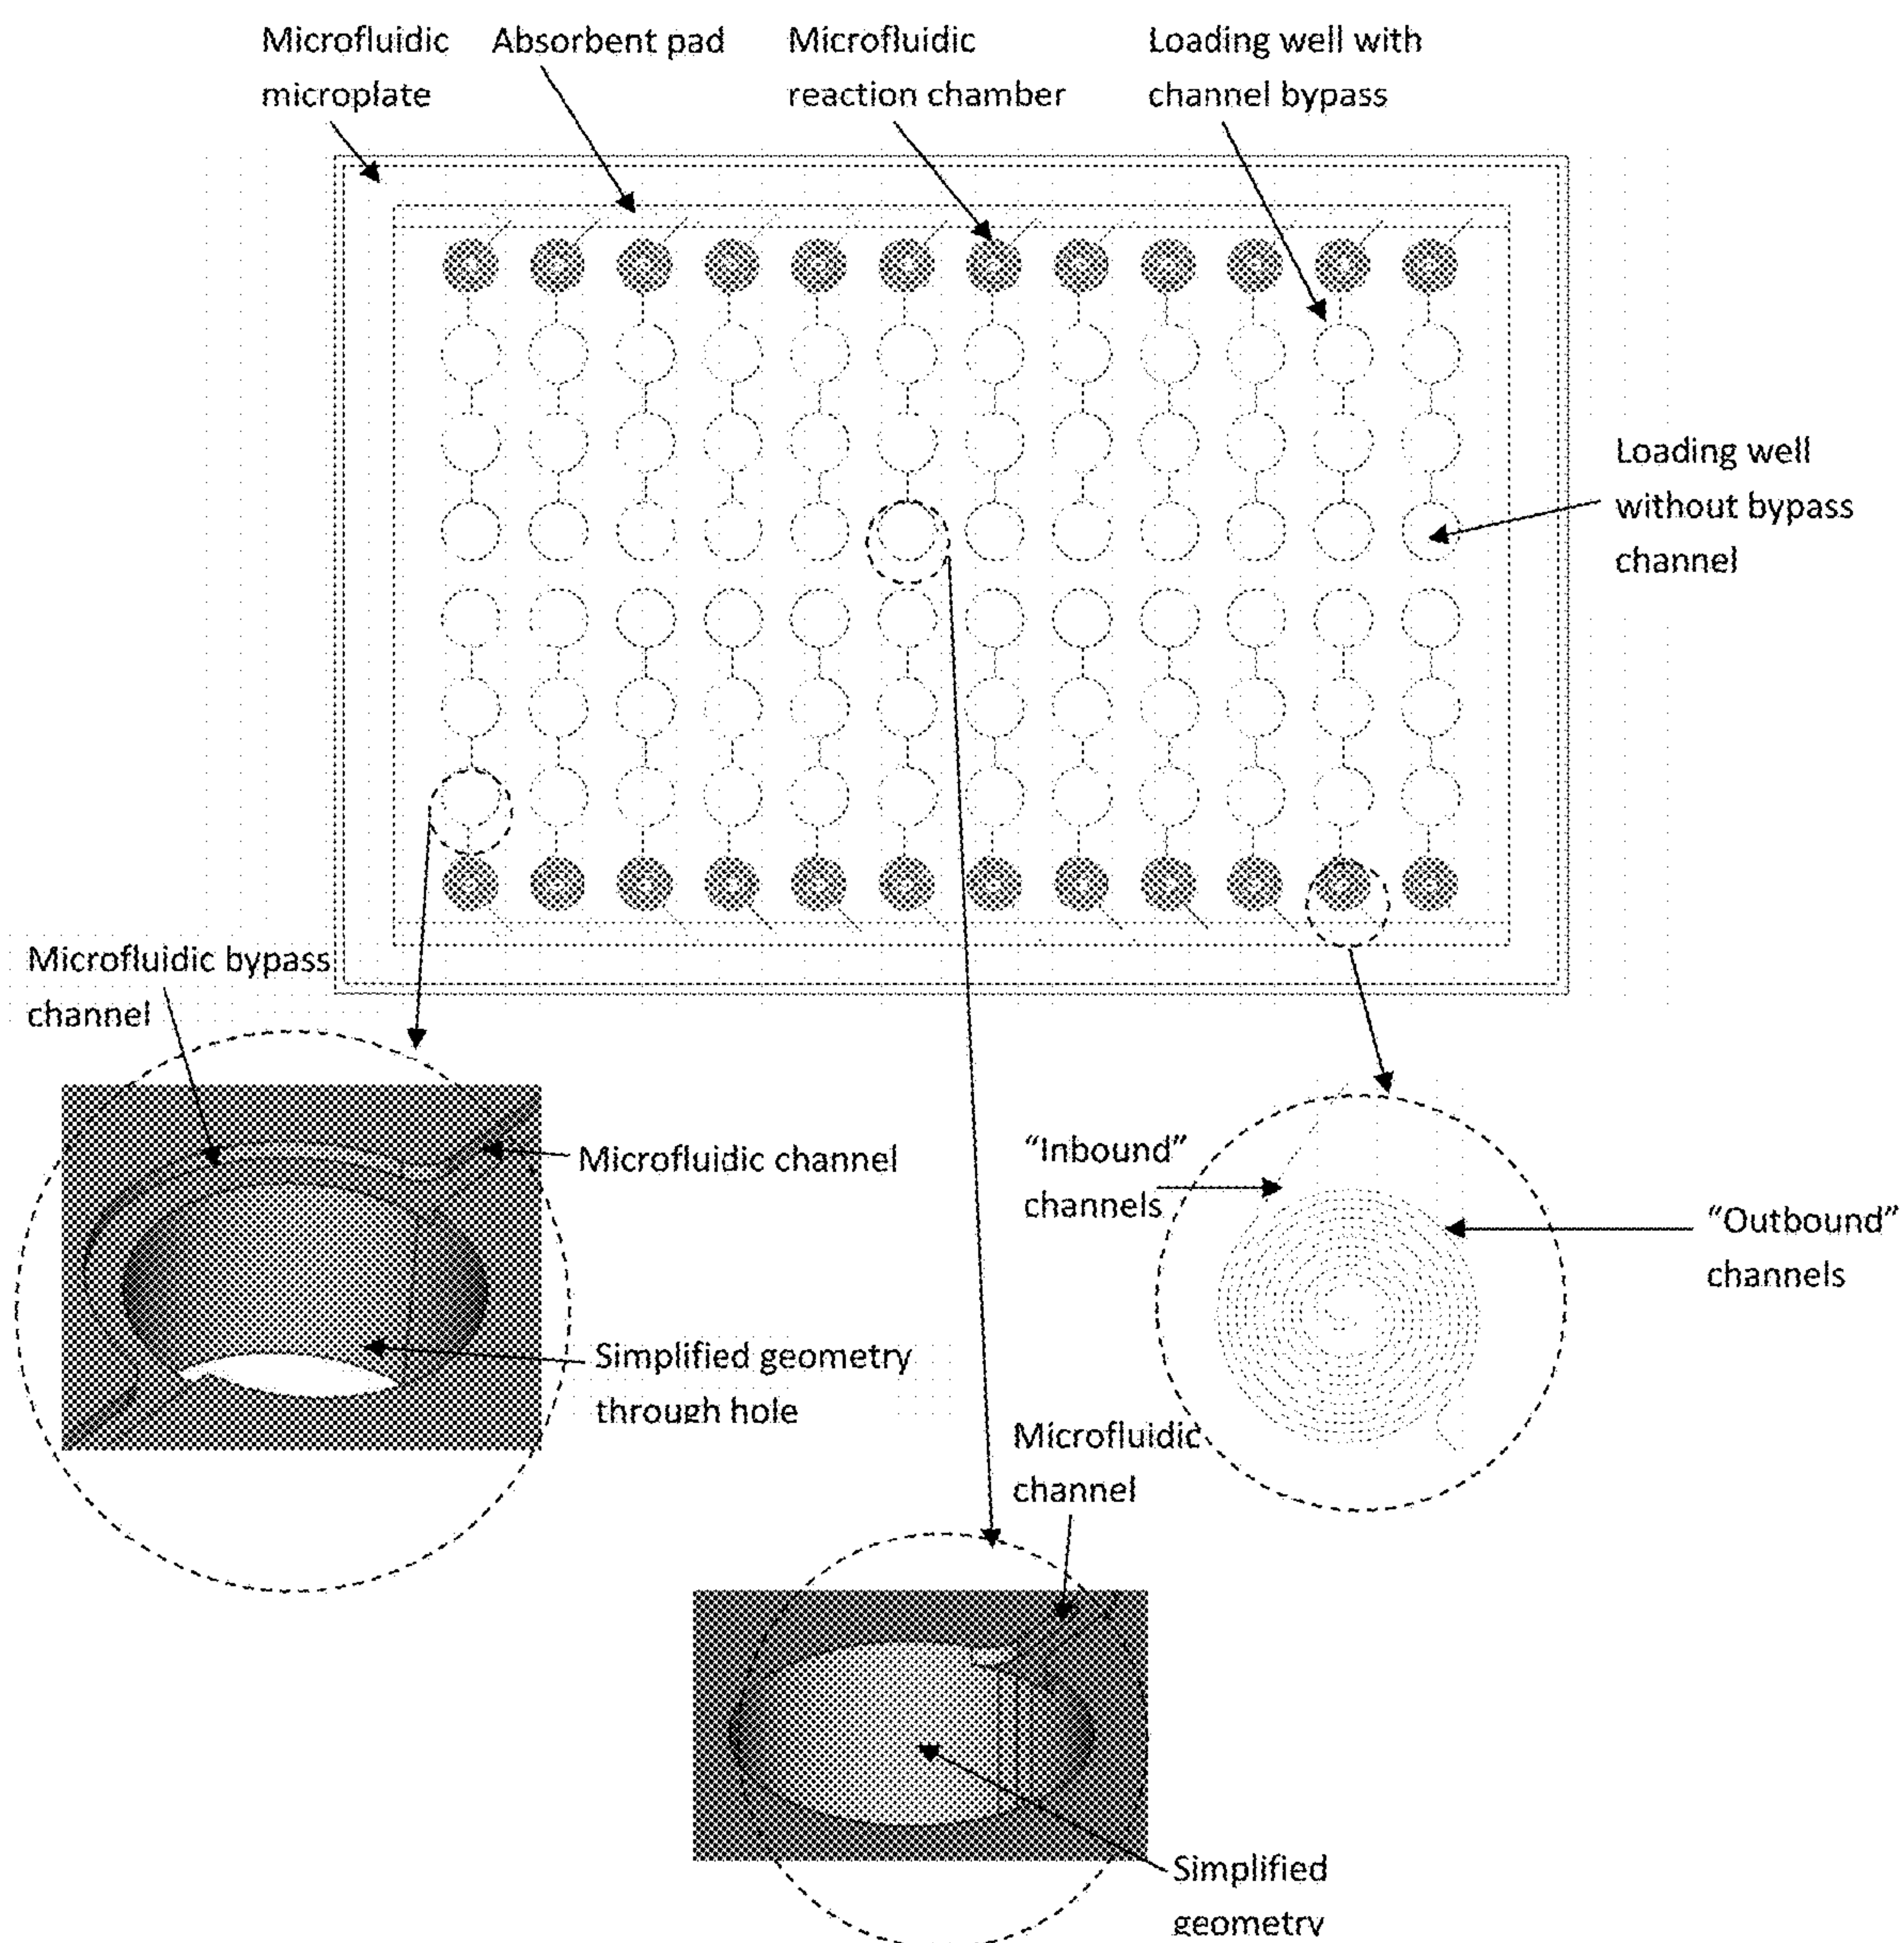 Microfluidic
microplate
Absorbent pad
Microfluidic
reaction chamber
Loading well with
channel bypass
Loading well
without bypass
channel
Microfluidic bypass
channel
Microfluidic channel
"Inbound"
channels
"Outbound"
channels
Simplified geometry
through hole
Microfluidic
channel
Simplified
geometry